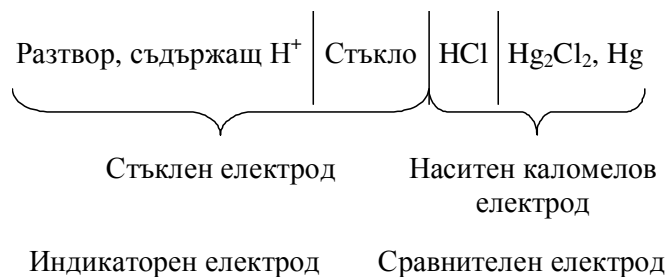 Разтвор, съдържащ H⁺ | Стъкло | HCl | Hg₂Cl₂, Hg
Стъклен електрод Наситен каломелов електрод
Индикаторен електрод Сравнителен електрод